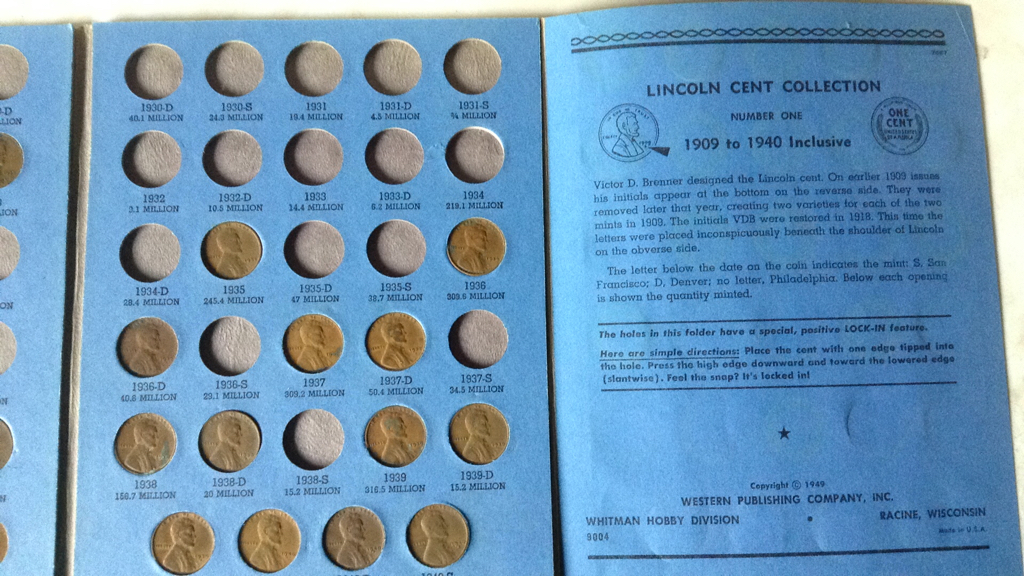 1930-D
40.1 MILLION
1930-S
24.3 MILLION
1931
19.4 MILLION
1931-D
4.5 MILLION
1931-S
¾ MILLION
1932
9.1 MILLION
1932-D
10.5 MILLION
1933
14.4 MILLION
1933-D
6.2 MILLION
1934
219.1 MILLION
1934-D
28.4 MILLION
1935
245.4 MILLION
1935-D
47 MILLION
1935-S
38.7 MILLION
1936
309.6 MILLION
1936-D
40.6 MILLION
1936-S
29.1 MILLION
1937
309.2 MILLION
1937-D
50.4 MILLION
1937-S
34.5 MILLION
1938
156.7 MILLION
1938-D
20 MILLION
1938-S
15.2 MILLION
1939
316.5 MILLION
1939-D
15.2 MILLION
LINCOLN CENT COLLECTION
NUMBER ONE
1909 to 1940 Inclusive
ONE
CENT
Victor D. Brenner designed the Lincoln cent. On earlier 1909 issues
his initials appear at the bottom on the reverse side. They were
removed later that year, creating two varieties for each of the two
mints in 1909. The initials VDB were restored in 1918. This time the
letters were placed inconspicuously beneath the shoulder of Lincoln
on the obverse side.
The letter below the date on the coin indicates the mint: S, San
Francisco; D, Denver; no letter, Philadelphia. Below each opening
is shown the quantity minted.
The holes in this folder have a special, positive LOCK-IN feature.
Here are simple directions: Place the cent with one edge tipped into
the hole. Press the high edge downward and toward the lowered edge
(slantwise). Feel the snap? It's locked in!
Copyright © 1949
WESTERN PUBLISHING COMPANY, INC.
WHITMAN HOBBY DIVISION • RACINE, WISCONSIN
9004
Made in U.S.A.